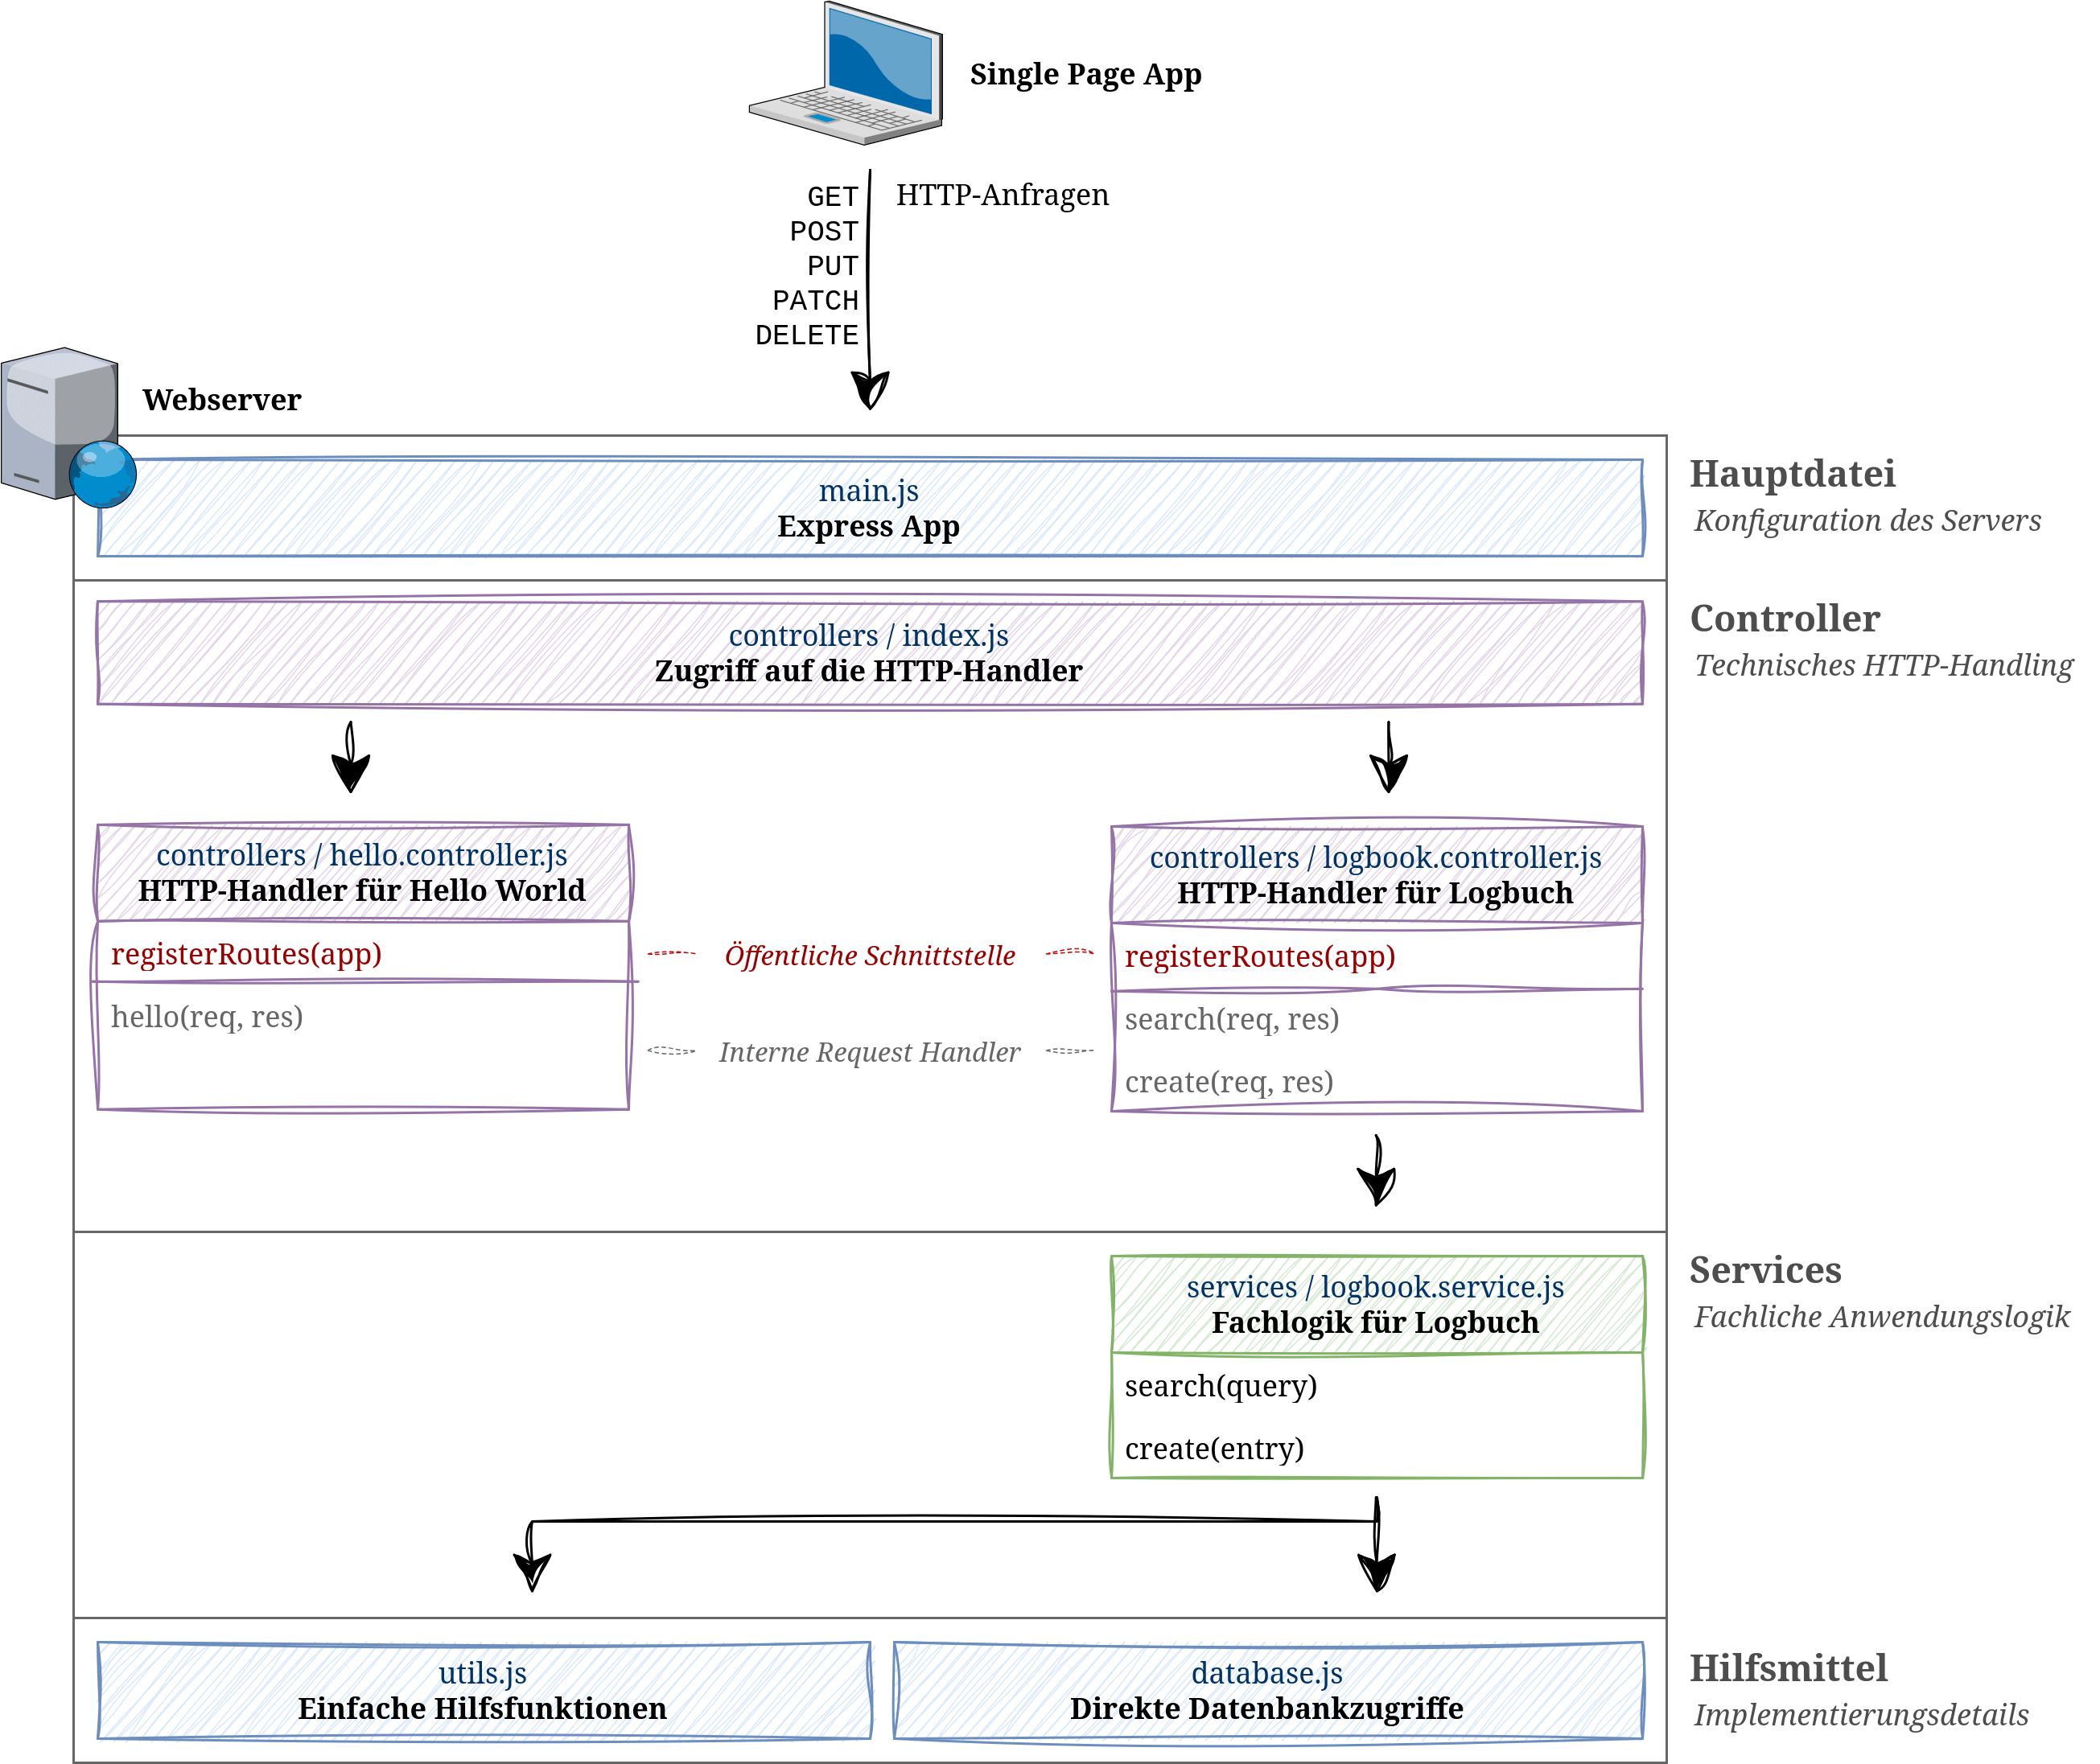 Single Page App
HTTP-Anfragen
GET
POST
PUT
PATCH
DELETE
Webserver
main.js
Express App
Hauptdatei
Konfiguration des Servers
controllers / index.js
Zugriff auf die HTTP-Handler
Controller
Technisches HTTP-Handling
controllers / hello.controller.js
HTTP-Handler für Hello World
registerRoutes(app)
hello(req, res)
Öffentliche Schnittstelle
Interne Request Handler
controllers / logbook.controller.js
HTTP-Handler für Logbuch
registerRoutes(app)
search(req, res)
create(req, res)
services / logbook.service.js
Fachlogik für Logbuch
search(query)
create(entry)
Services
Fachliche Anwendungslogik
utils.js
Einfache Hilfsfunktionen
database.js
Direkte Datenbankzugriffe
Hilfsmittel
Implementierungsdetails